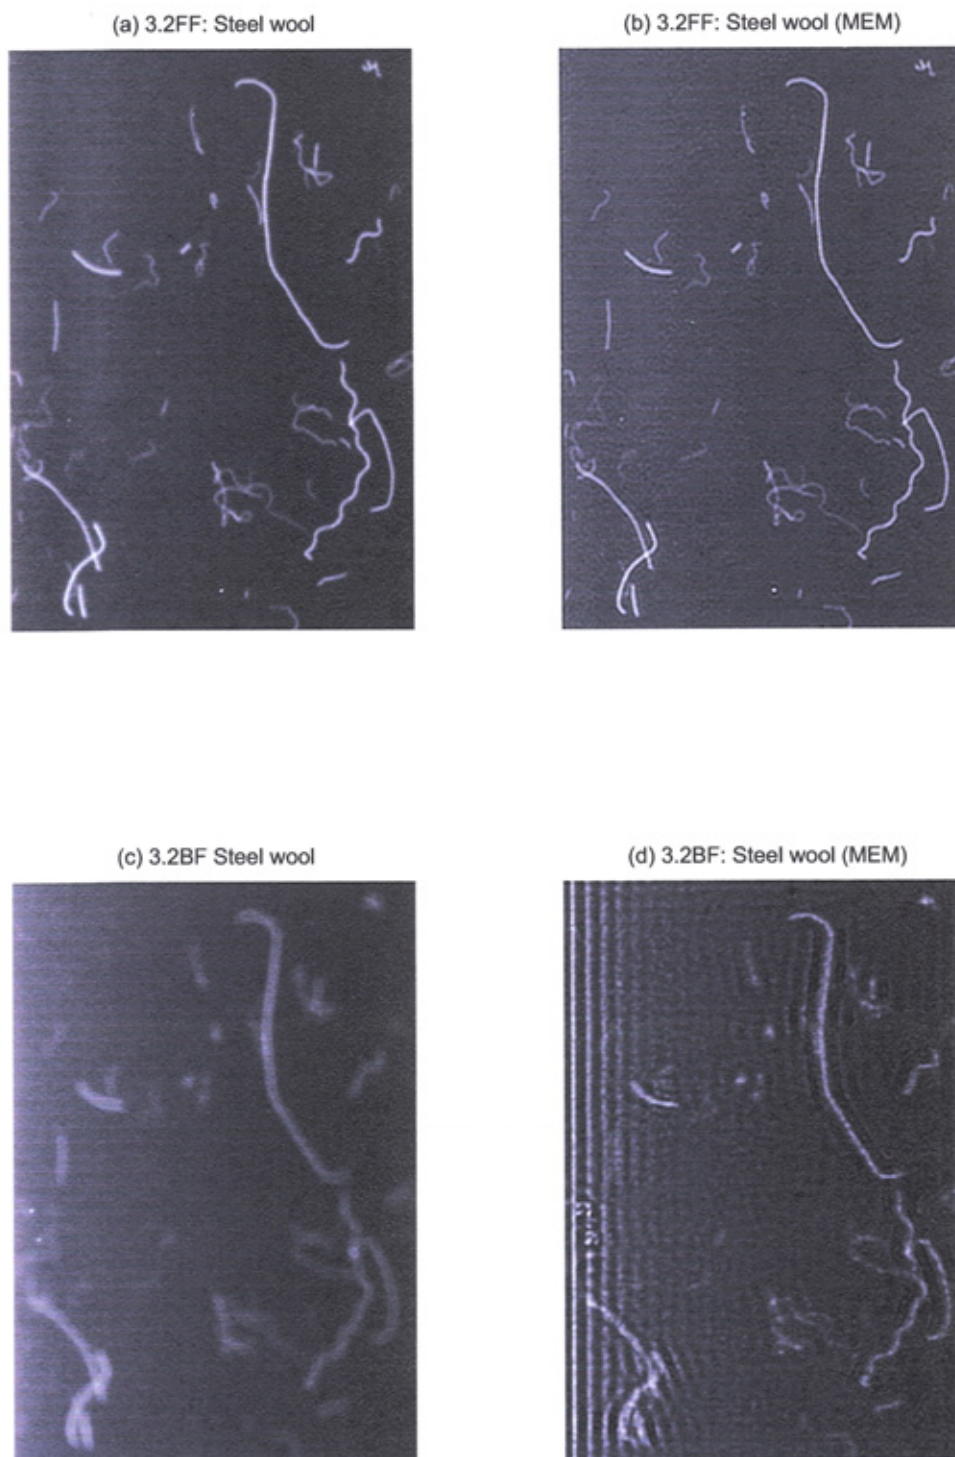 (a) 3.2FF: Steel wool
(b) 3.2FF: Steel wool (MEM)
(c) 3.2BF Steel wool
(d) 3.2BF: Steel wool (MEM)